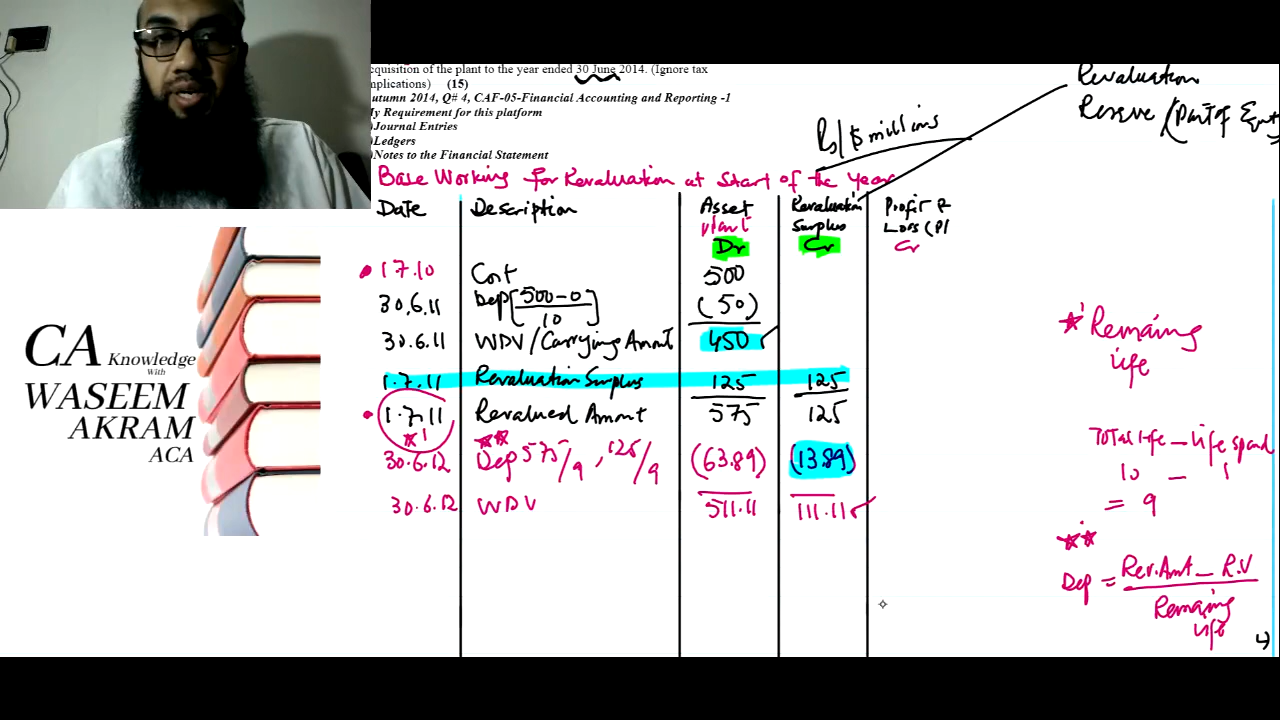 cquisition of the plant to the year ended 30 June 2014. (Ignore tax
mplications) (15)
utumn 2014, Q# 4, CAF-05-Financial Accounting and Reporting -1
My Requirement for this platform
)Journal Entries
)Ledgers
)Notes to the Financial Statement
Revaluation
Reserve/(Part of Equit
Rs/$ millions
Base Working for Revaluation at Start of the Year
Date Description Asset Revaluation Profit &
Plant Surplus Loss (Pl
Dr Cr Cr
1.7.10 Cost 500
30.6.11 Dep [500-0/10] (50)
30.6.11 WDV/Carrying Amount 450
1.7.11 Revaluation Surplus 125 125
1.7.11 Revalued Amount 575 125
30.6.12 Dep 575/9, 125/9 (63.89) (13.89)
30.6.12 WDV 511.11 111.11
Remaing
life
Total life - life spend
10 - 1
= 9
Dep = Rev.Amt - R.V
Remaing
life
CA Knowledge
With
WASEEM
AKRAM
ACA